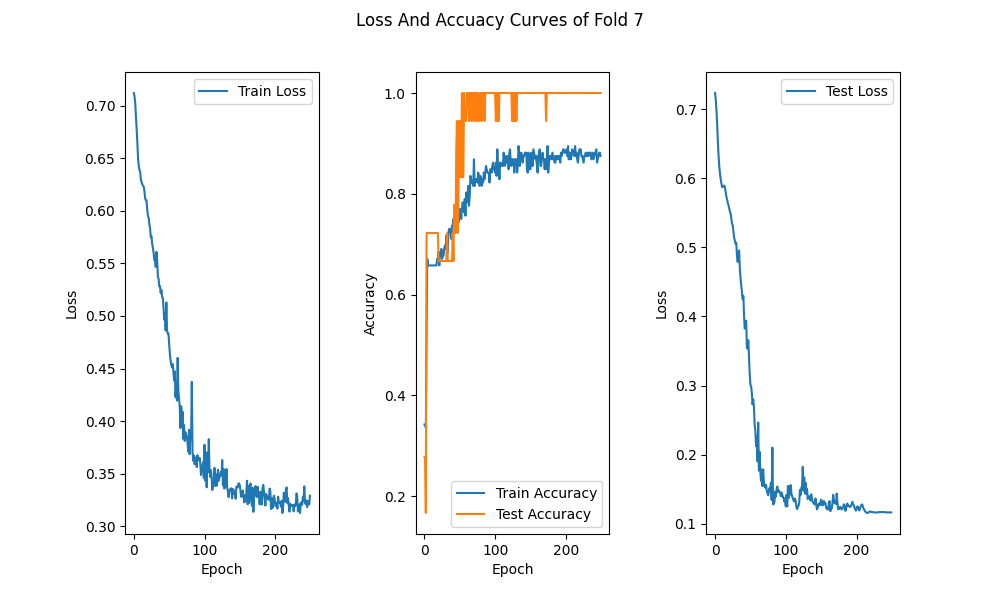 Loss And Accuacy Curves of Fold 7
Train Loss
0.70
0.65
0.60
0.55
0.50
0.45
0.40
0.35
0.30
Loss
0
100
200
Epoch
1.0
0.8
0.6
0.4
0.2
Accuracy
Train Accuracy
Test Accuracy
0
100
200
Epoch
Test Loss
0.7
0.6
0.5
0.4
0.3
0.2
0.1
Loss
0
100
200
Epoch